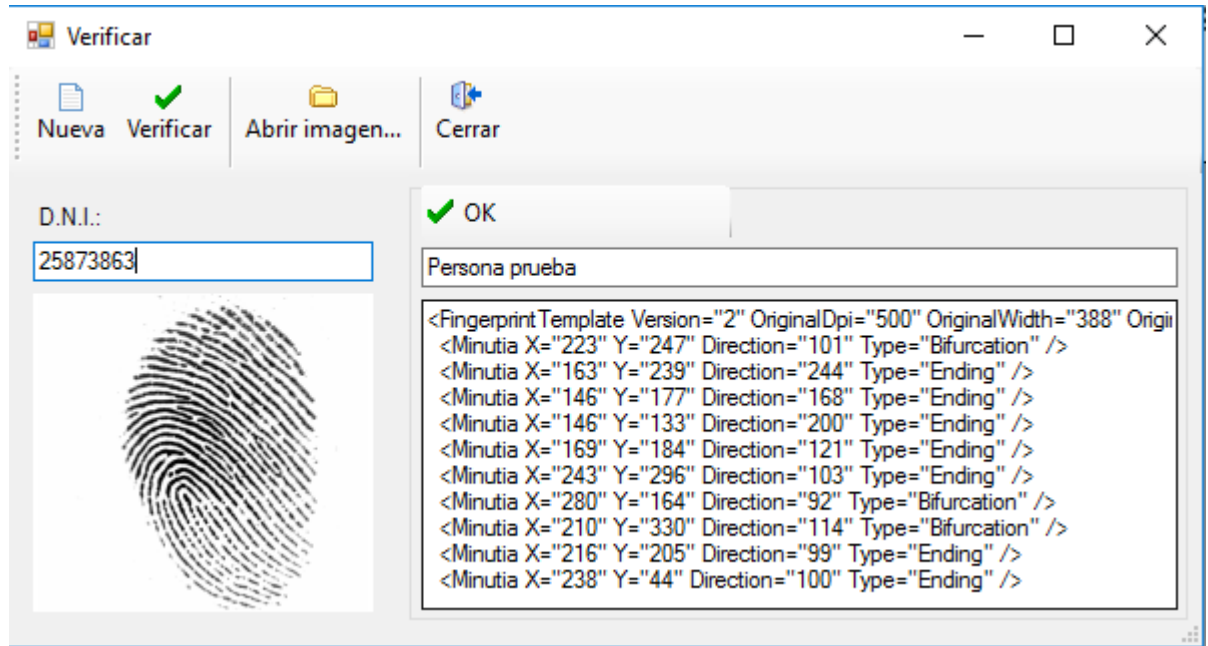 Verificar
Nueva Verificar Abrir imagen... Cerrar
D.N.I.:
25873863
OK
Persona prueba
<FingerprintTemplate Version="2" OriginalDpi="500" OriginalWidth="388" Origin
<Minutia X="223" Y="247" Direction="101" Type="Bifurcation" />
<Minutia X="163" Y="239" Direction="244" Type="Ending" />
<Minutia X="146" Y="177" Direction="168" Type="Ending" />
<Minutia X="146" Y="133" Direction="200" Type="Ending" />
<Minutia X="169" Y="184" Direction="121" Type="Ending" />
<Minutia X="243" Y="296" Direction="103" Type="Ending" />
<Minutia X="280" Y="164" Direction="92" Type="Bifurcation" />
<Minutia X="210" Y="330" Direction="114" Type="Bifurcation" />
<Minutia X="216" Y="205" Direction="99" Type="Ending" />
<Minutia X="238" Y="44" Direction="100" Type="Ending" />